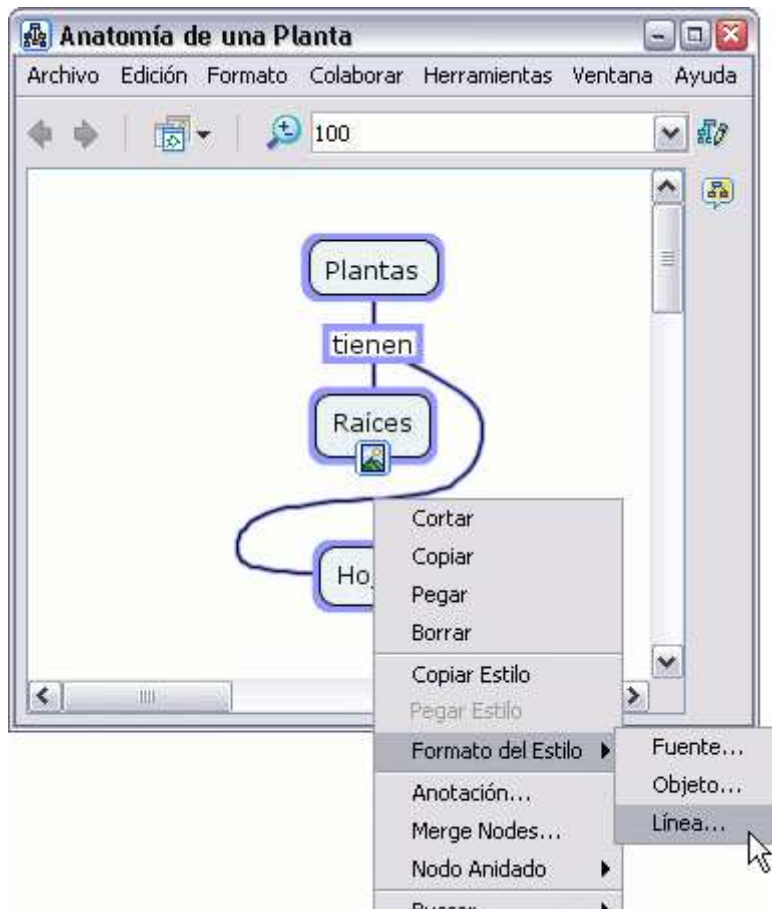 Anatomía de una Planta
Archivo Edición Formato Colaborar Herramientas Ventana Ayuda
100
Plantas
tienen
Raíces
Cortar
Copiar
Pegar
Borrar
Copiar Estilo
Pegar Estilo
Formato del Estilo
Fuente...
Objeto...
Línea...
Anotación...
Merge Nodes...
Nodo Anidado